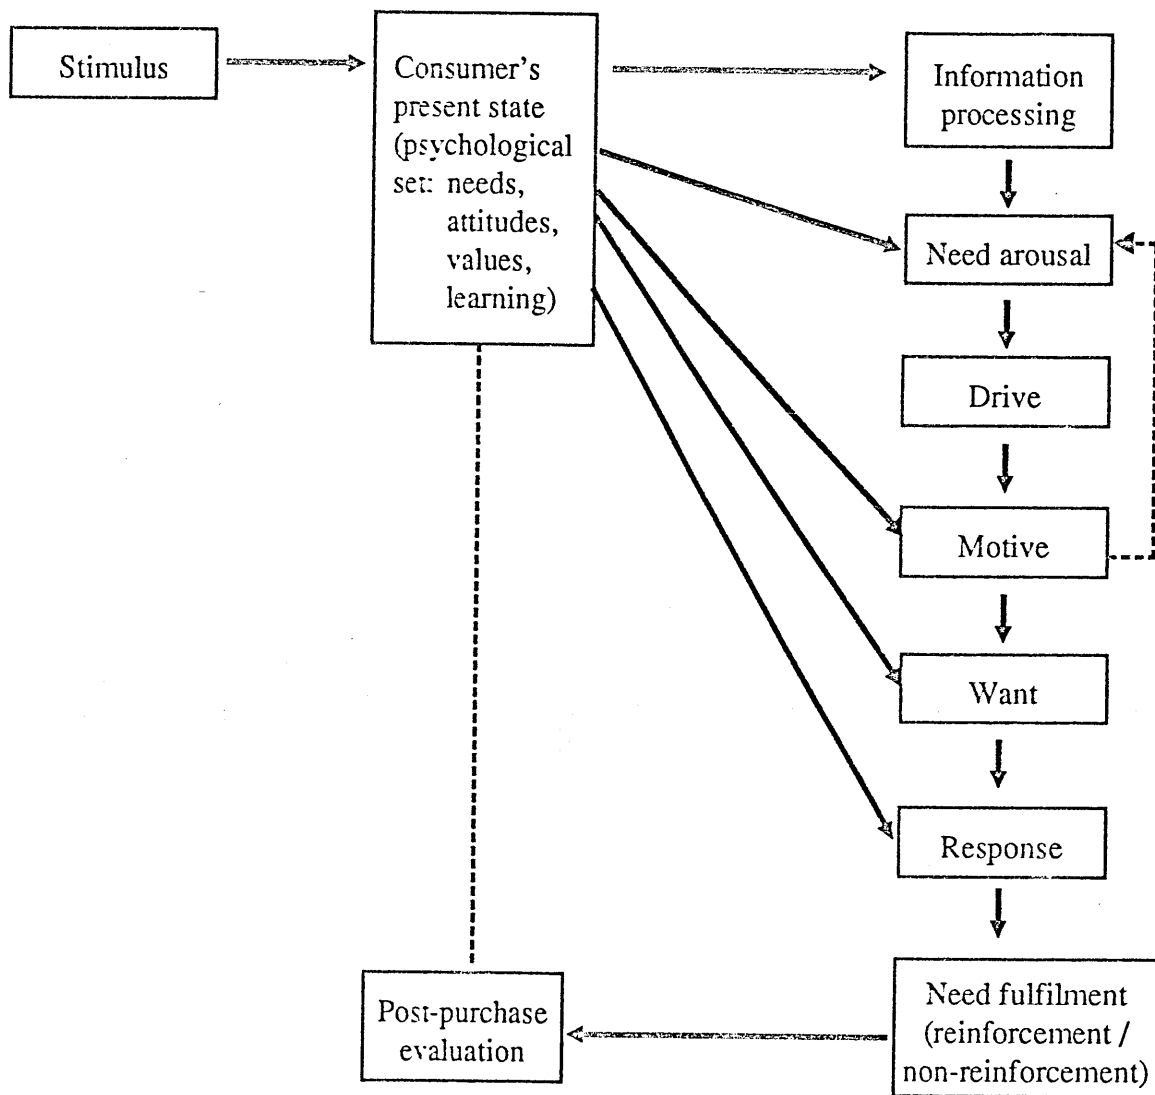 Stimulus
Consumer's
present state
(psychological
set: needs,
attitudes,
values,
learning)
Information
processing
Need arousal
Drive
Motive
Want
Response
Need fulfilment
(reinforcement /
non-reinforcement)
Post-purchase
evaluation